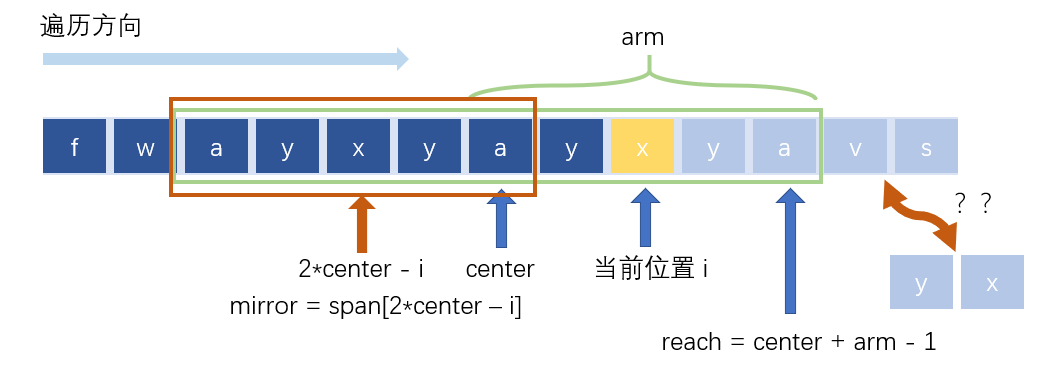 遍历方向
arm
f w a y x y a y x y a v s
？？
y x
2*center - i
center
当前位置 i
mirror = span[2*center – i]
reach = center + arm - 1